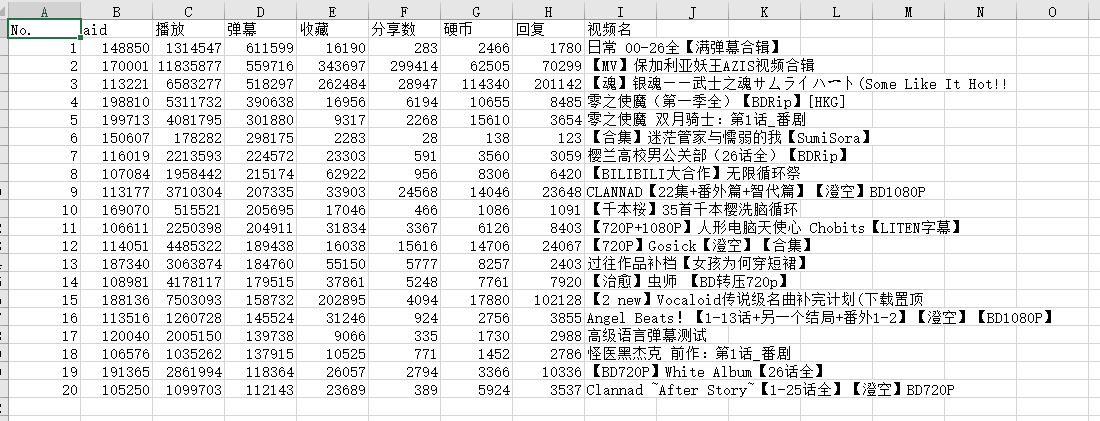 A B C D E F G H I J K L M N O
No. aid 播放 弹幕 收藏 分享数 硬币 回复 视频名
1 148850 1314547 611599 16190 283 2466 1780 日常 00-26全【满弹幕合辑】
2 170001 11835877 559716 343697 299414 62505 70299 【MV】保加利亚妖王AZIS视频合辑
3 113221 6583277 518297 262484 28947 114340 201142 【魂】银魂——武士之魂サムライハート(Some Like It Hot!!
4 198810 5311732 390638 16956 6194 10655 8485 零之使魔（第一季全）【BDRip】[HKG]
5 199713 4081795 301880 9317 2268 15610 3654 零之使魔 双月骑士: 第1话_番剧
6 150607 178282 298175 2283 28 138 123 【合集】迷茫管家与懦弱的我【SumiSora】
7 116019 2213593 224572 23303 591 3560 3059 樱兰高校男公关部（26话全）【BDRip】
8 107084 1958442 215174 62922 956 8306 6420 【BILIBILI大合作】无限循环祭
9 113177 3710304 207335 33903 24568 14046 23648 CLANNAD【22集+番外篇+智代篇】【澄空】BD1080P
10 169070 515521 205695 17046 466 1086 1091 【千本桜】35首千本樱洗脑循环
11 106611 2250398 204911 31834 3367 6126 8403 【720P+1080P】人形电脑天使心 Chobits【LITEN字幕】
12 114051 4485322 189438 16038 15616 14706 24067 【720P】Gosick【澄空】【合集】
13 187340 3063874 184760 55150 5777 8257 2403 过往作品补档【女孩为何穿短裙】
14 108981 4178117 179515 37861 5248 7761 7920 【治愈】虫师 【BD转压720p】
15 188136 7503093 158732 202895 4094 17880 102128 【2 new】Vocaloid传说级名曲补完计划(下载置顶
16 113516 1260728 145524 31246 924 2756 3855 Angel Beats! 【1-13话+另一个结局+番外1-2】【澄空】【BD1080P】
17 120040 2005150 139738 9066 335 1730 2988 高级语言弹幕测试
18 106576 1035262 137915 10525 771 1452 2786 怪医黑杰克 前作: 第1话_番剧
19 191365 2861994 118364 26057 2794 3366 10336 【BD720P】White Album【26话全】
20 105250 1099703 112143 23689 389 5924 3537 Clannad ~After Story~【1-25话全】【澄空】BD720P